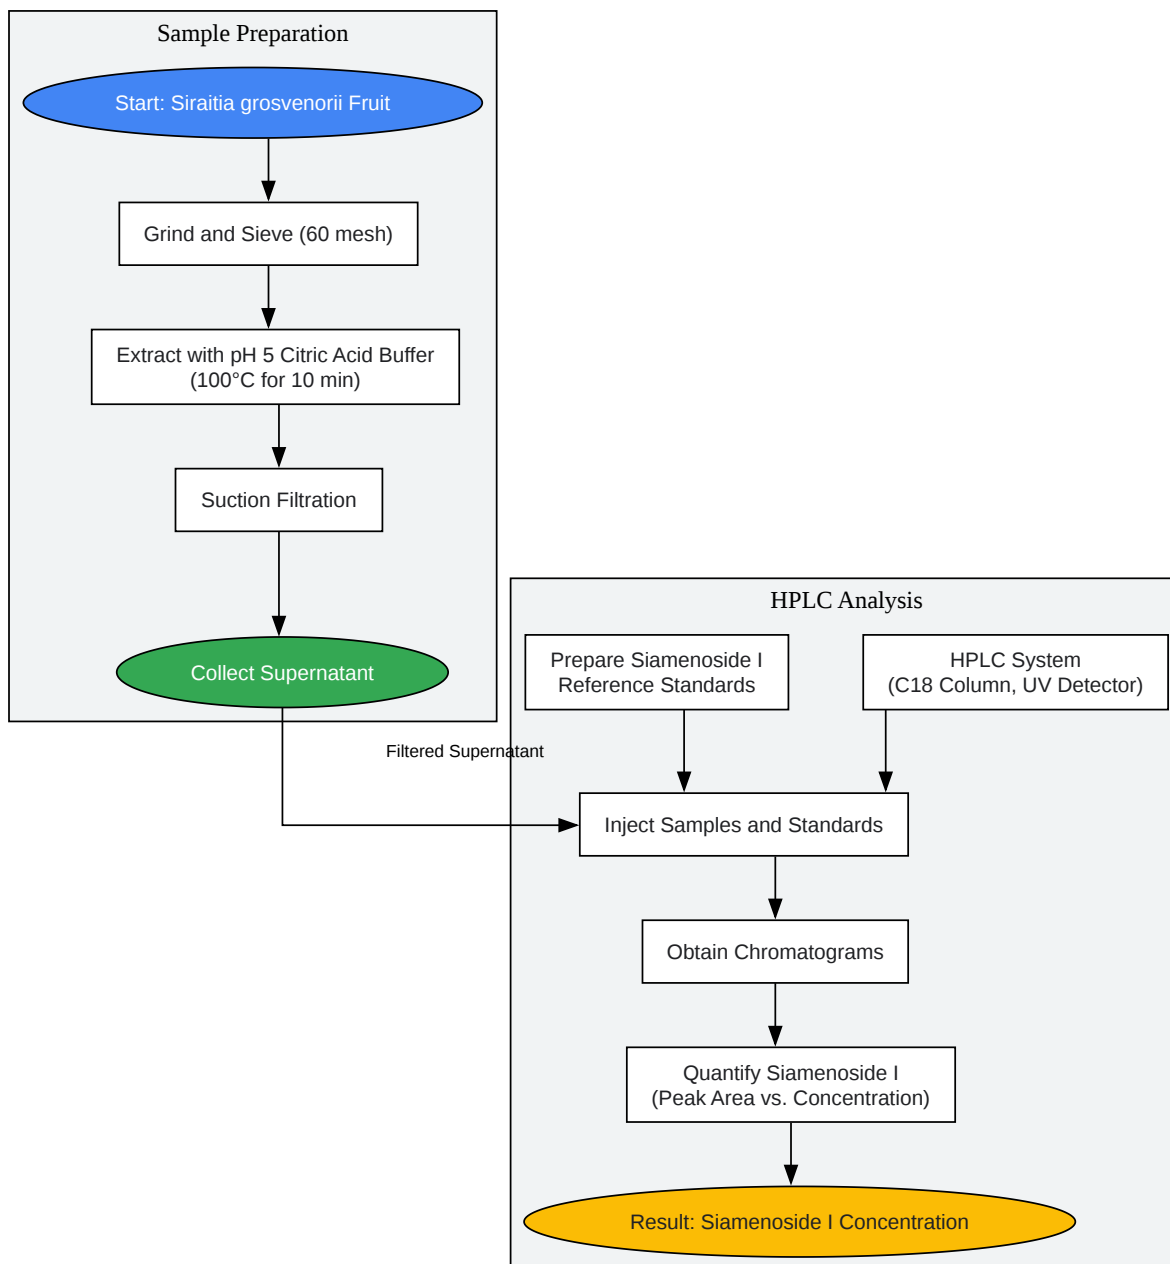 Sample Preparation
Start: Siraitia grosvenorii Fruit
Grind and Sieve (60 mesh)
Extract with pH 5 Citric Acid Buffer
(100°C for 10 min)
Suction Filtration
Collect Supernatant
Filtered Supernatant
HPLC Analysis
Prepare Siamenoside I
Reference Standards
HPLC System
(C18 Column, UV Detector)
Inject Samples and Standards
Obtain Chromatograms
Quantify Siamenoside I
(Peak Area vs. Concentration)
Result: Siamenoside I Concentration